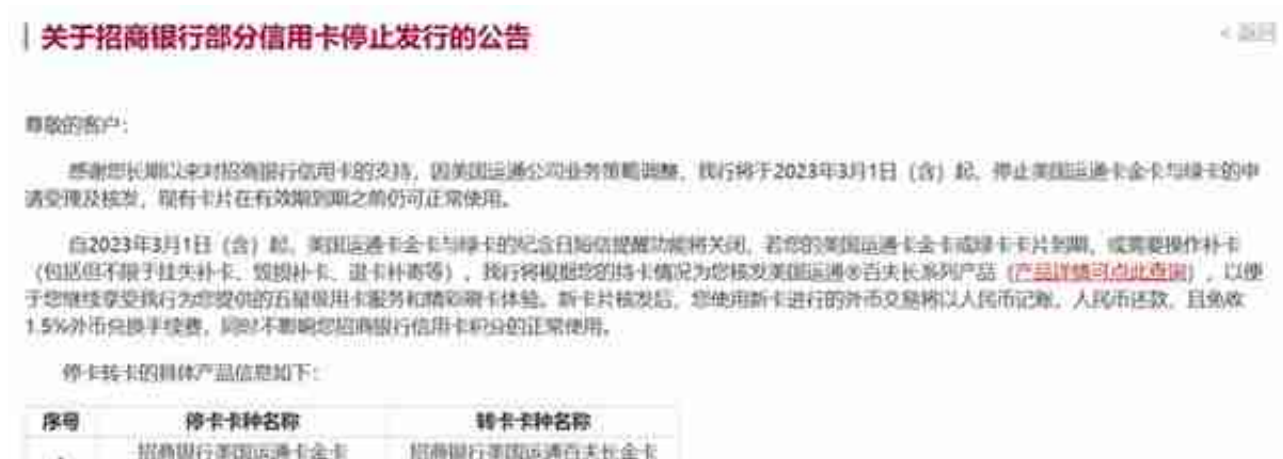 关于招商银行部分信用卡停止发行的公告
< 返回
尊敬的客户：
感谢您长期以来对招商银行信用卡的支持，因美国运通公司业务策略调整，我行将于2023年3月1日（含）起，停止美国运通卡金卡与绿卡的申
请受理及核发，现有卡片在有效期到期之前仍可正常使用。
自2023年3月1日（含）起，美国运通卡金卡与绿卡的纪念日短信提醒功能将关闭，若您的美国运通卡金卡或绿卡卡片到期，或需要操作补卡
（包括但不限于挂失补卡、毁损补卡、退卡补寄等），我行将根据您的持卡情况为您核发美国运通®百夫长系列产品（产品详情可点此查询），以便
于您继续享受我行为您提供的五星级用卡服务和精彩刷卡体验。新卡片核发后，您使用新卡进行的外币交易将以人民币记账、人民币还款，且免收
1.5%外币兑换手续费，同时不影响您招商银行信用卡积分的正常使用。
停卡转卡的具体产品信息如下：
序号 停卡卡种名称 转卡卡种名称
招商银行美国运通卡金卡 招商银行美国运通百夫长金卡